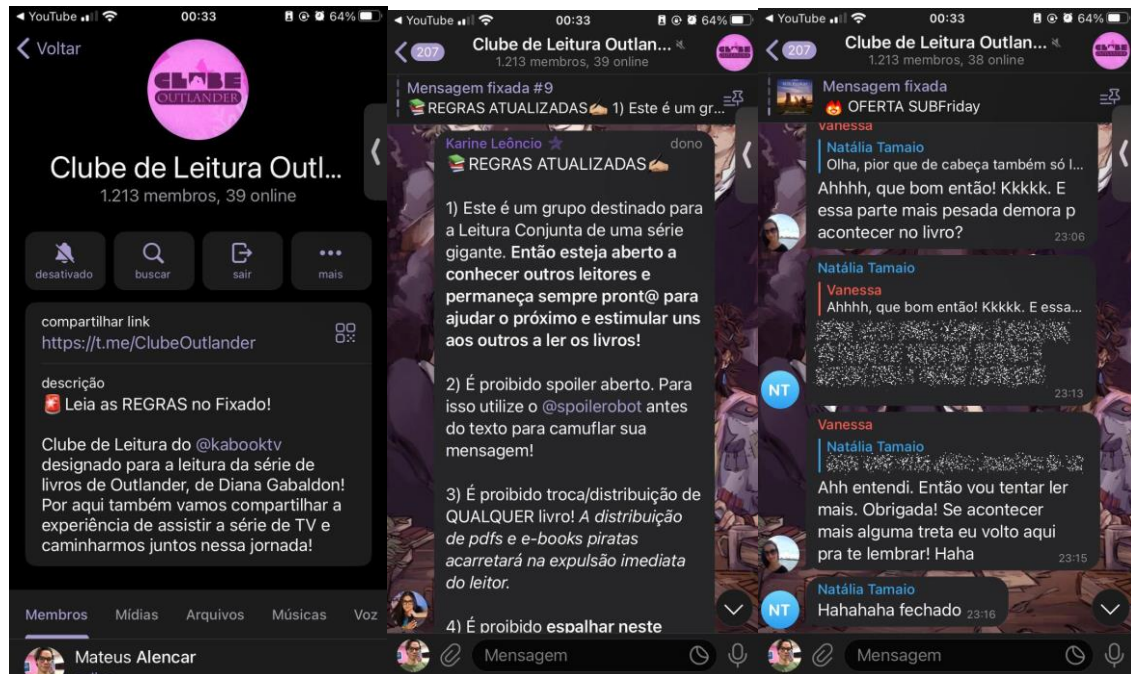 ◄ YouTube
00:33
64%
Voltar
CLUBE
OUTLANDER
Clube de Leitura Outl...
1.213 membros, 39 online
desativado
buscar
sair
mais
compartilhar link
https://t.me/ClubeOutlander
descrição
🚨 Leia as REGRAS no Fixado!
Clube de Leitura do @kabooktv
designado para a leitura da série de
livros de Outlander, de Diana Gabaldon!
Por aqui também vamos compartilhar a
experiência de assistir a série de TV e
caminharmos juntos nessa jornada!
Membros Mídias Arquivos Músicas Voz
Mateus Alencar
◄ YouTube
00:33
64%
207
Clube de Leitura Outlan...
1.213 membros, 39 online
Mensagem fixada #9
📚REGRAS ATUALIZADAS✍ 1) Este é um gr...
Karine Leôncio
dono
📚REGRAS ATUALIZADAS✍
1) Este é um grupo destinado para
a Leitura Conjunta de uma série
gigante. Então esteja aberto a
conhecer outros leitores e
permaneça sempre pront@ para
ajudar o próximo e estimular uns
aos outros a ler os livros!
2) É proibido spoiler aberto. Para
isso utilize o @spoilerobot antes
do texto para camuflar sua
mensagem!
3) É proibido troca/distribuição de
QUALQUER livro! A distribuição
de pdfs e e-books piratas
acarretará na expulsão imediata
do leitor.
4) É proibido espalhar neste
Mensagem
◄ YouTube
00:33
64%
207
Clube de Leitura Outlan...
1.213 membros, 38 online
Mensagem fixada
OFERTA SUBFriday
Vanessa
Natália Tamaio
Olha, pior que de cabeça também só l...
Ahhhh, que bom então! Kkkkk. E
essa parte mais pesada demora p
acontecer no livro?
23:06
Natália Tamaio
Vanessa
Ahhhh, que bom então! Kkkkk. E essa...
NT
23:13
Vanessa
Natália Tamaio
Ahh entendi. Então vou tentar ler
mais. Obrigada! Se acontecer
mais alguma treta eu volto aqui
pra te lembrar! Haha
23:15
Natália Tamaio
NT
Hahahaha fechado 23:16
Mensagem